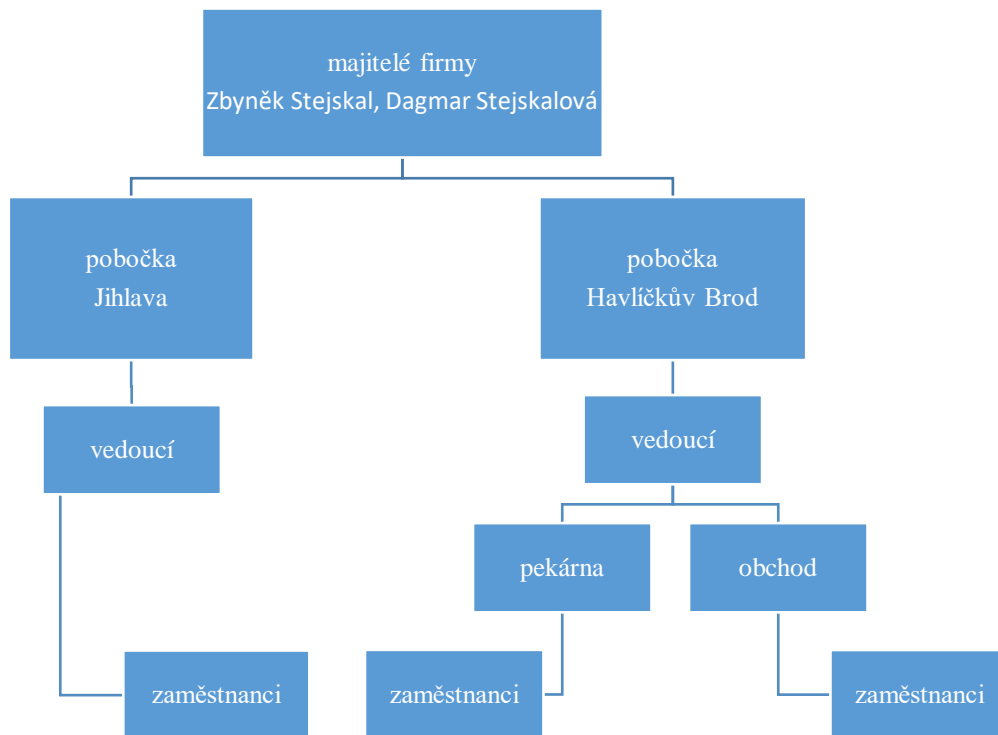 majitelé firmy
Zbyněk Stejskal, Dagmar Stejskalová
pobočka
Jihlava
pobočka
Havlíčkův Brod
vedoucí
vedoucí
pekárna
obchod
zaměstnanci
zaměstnanci
zaměstnanci